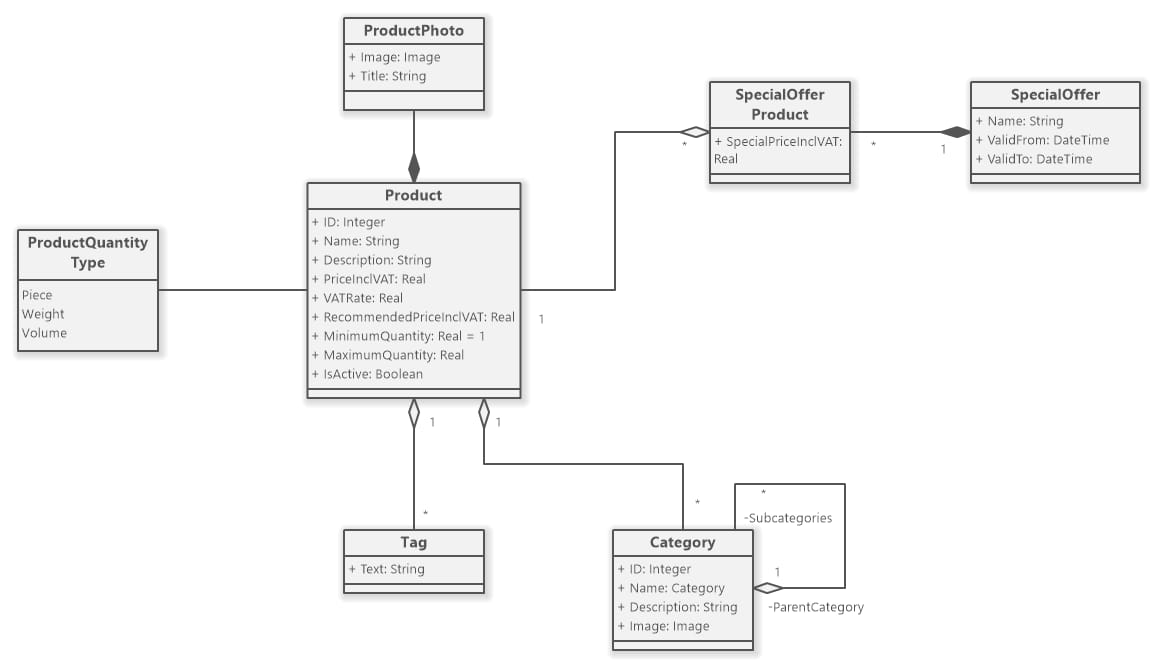 ProductPhoto
+ Image: Image
+ Title: String
SpecialOffer
Product
+ SpecialPriceInclVAT:
Real
*
*
1
SpecialOffer
+ Name: String
+ ValidFrom: DateTime
+ ValidTo: DateTime
ProductQuantity
Type
Piece
Weight
Volume
Product
+ ID: Integer
+ Name: String
+ Description: String
+ PriceInclVAT: Real
+ VATRate: Real
+ RecommendedPriceInclVAT: Real
+ MinimumQuantity: Real = 1
+ MaximumQuantity: Real
+ IsActive: Boolean
1
1
1
*
*
Tag
+ Text: String
Category
+ ID: Integer
+ Name: Category
+ Description: String
+ Image: Image
*
-Subcategories
1
-ParentCategory